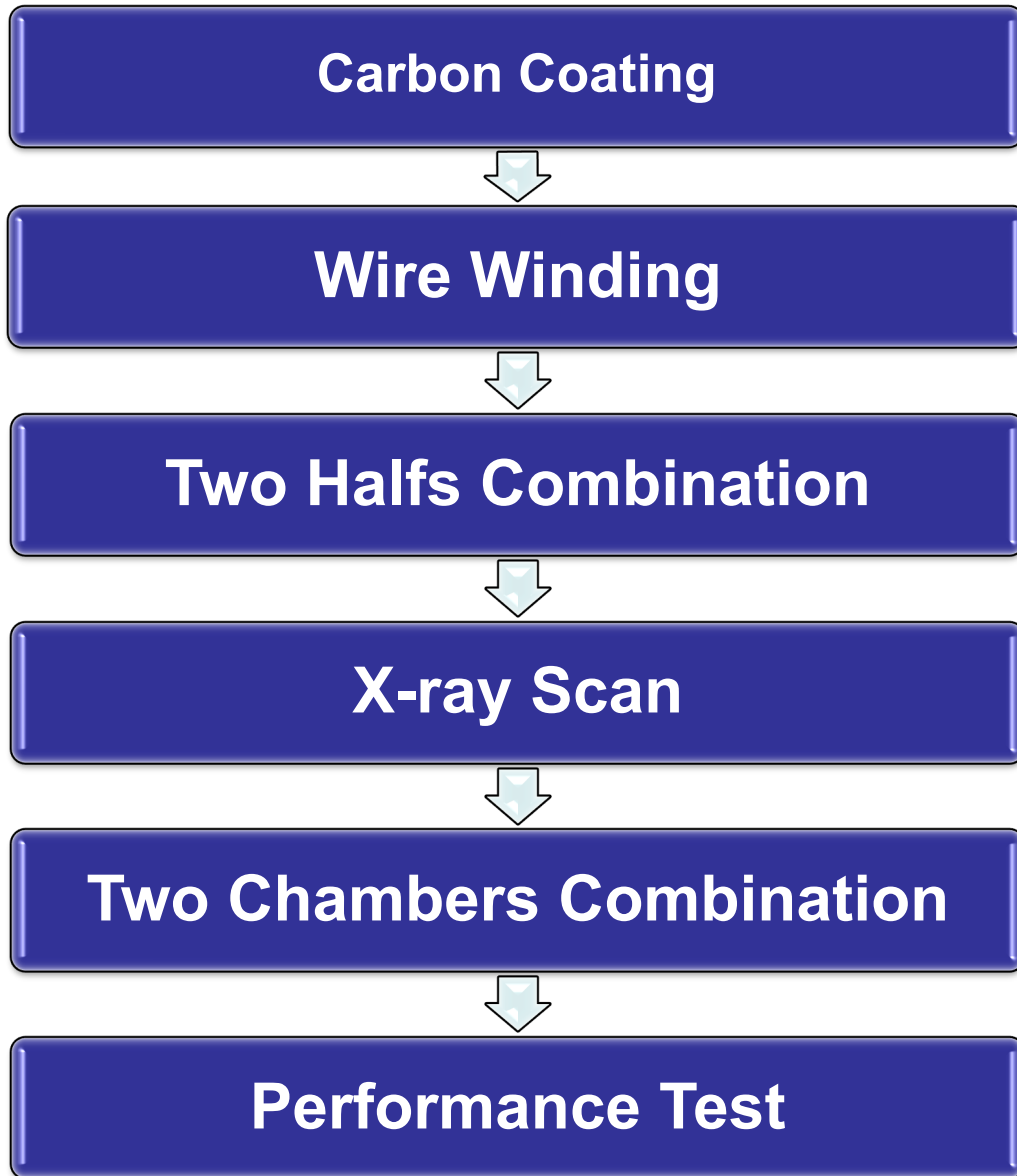 Carbon Coating
Wire Winding
Two Halfs Combination
X-ray Scan
Two Chambers Combination
Performance Test